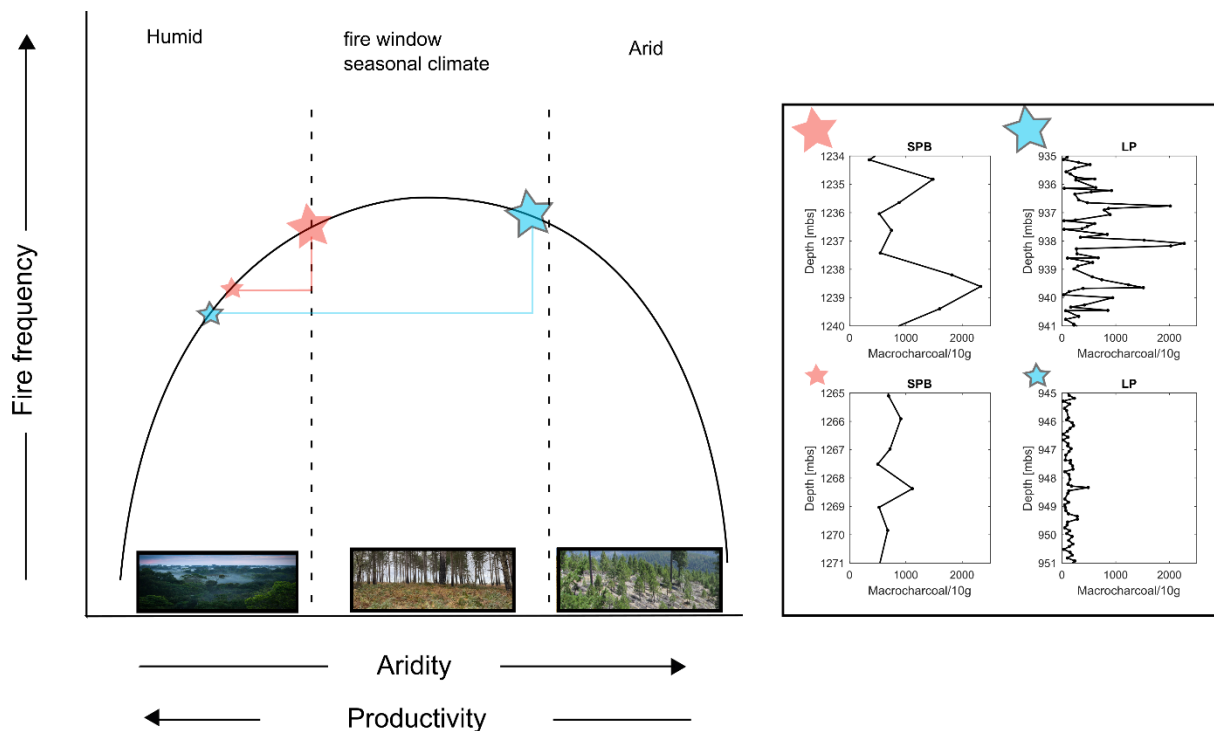 Humid
fire window
seasonal climate
Arid
Fire frequency
Aridity
Productivity
SPB
1234
1235
1236
1237
1238
1239
1240
Depth [mbs]
0 1000 2000
Macrocharcoal/10g
LP
935
936
937
938
939
940
941
Depth [mbs]
0 1000 2000
Macrocharcoal/10g
SPB
1265
1266
1267
1268
1269
1270
1271
Depth [mbs]
0 1000 2000
Macrocharcoal/10g
LP
945
946
947
948
949
950
951
Depth [mbs]
0 1000 2000
Macrocharcoal/10g